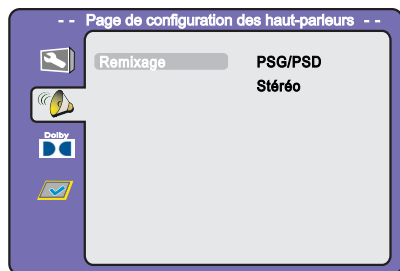 - - Page de configuration des haut-parleurs - -
Remixage PSG/PSD
Stéréo
Dolby